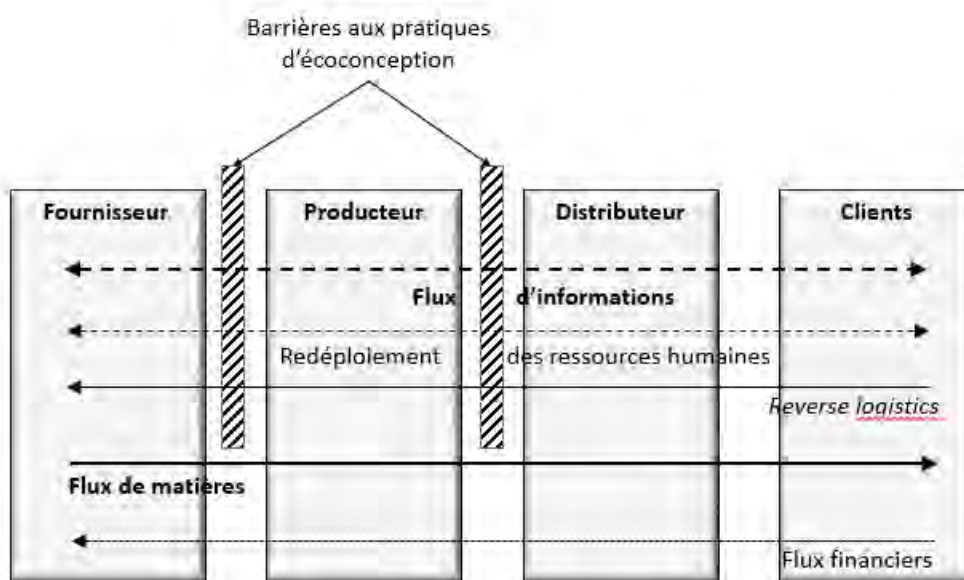 Barrières aux pratiques
d'écoconception
Fournisseur
Producteur
Distributeur
Clients
Flux d'informations
Redéploiement des ressources humaines
Reverse logistics
Flux de matières
Flux financiers